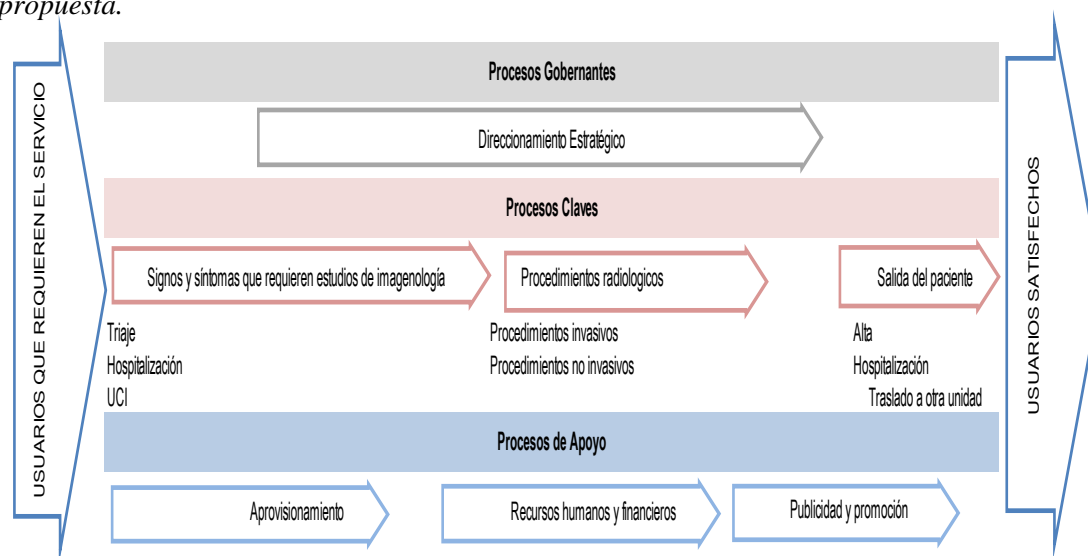 propuesta.
USUARIOS QUE REQUIEREN EL SERVICIO
Procesos Gobernantes
Direccionamiento Estratégico
Procesos Claves
Signos y síntomas que requieren estudios de imagenología
Procedimientos radiologicos
Salida del paciente
Triaje
Hospitalización
UCI
Procedimientos invasivos
Procedimientos no invasivos
Alta
Hospitalización
Traslado a otra unidad
Procesos de Apoyo
Aprovisionamiento
Recursos humanos y financieros
Publicidad y promoción
USUARIOS SATISFECHOS